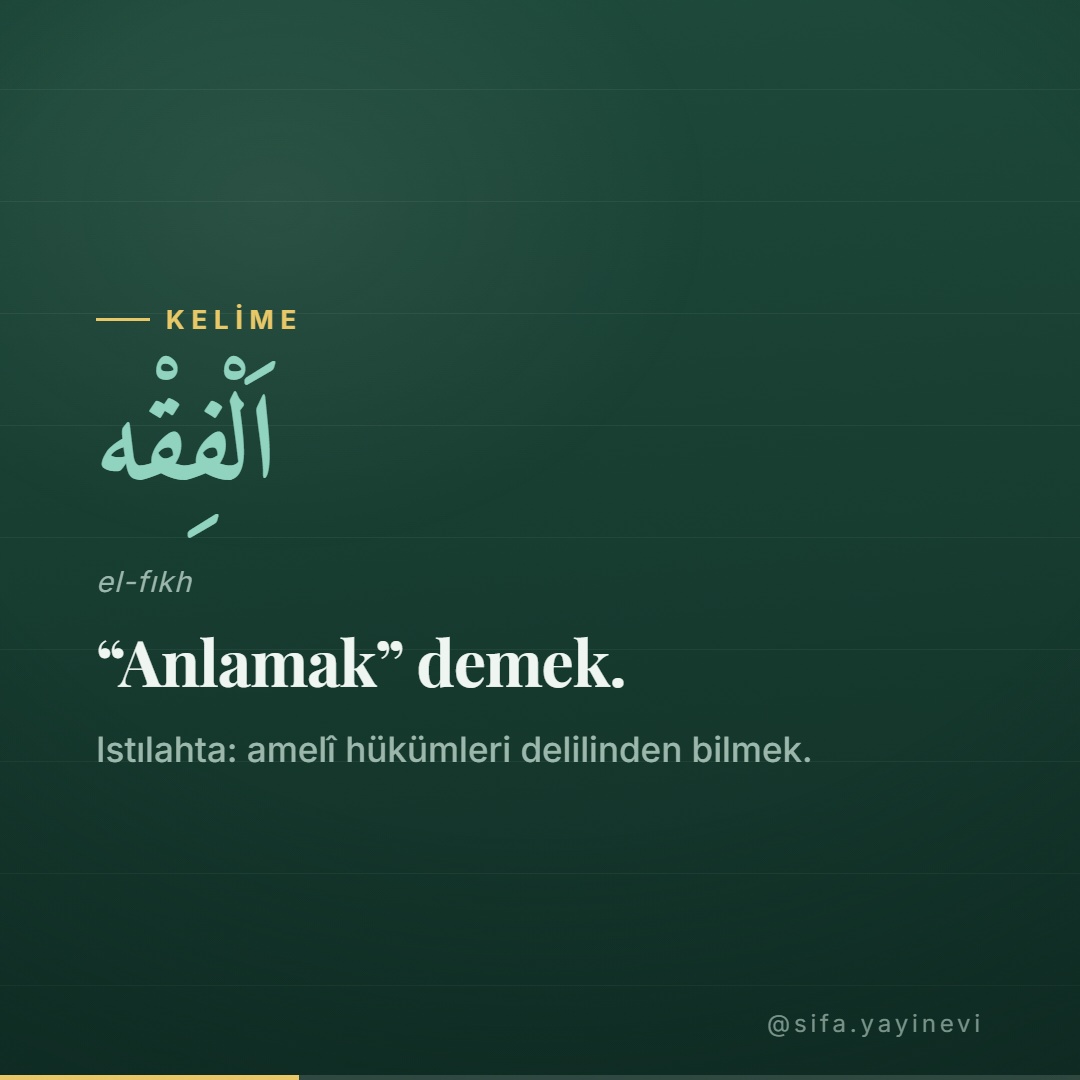 KELİME
اَلْفِقْه
el-fıkh
“Anlamak” demek.
Istılahta: amelî hükümleri delilinden bilmek.
@sifa.yayinevi